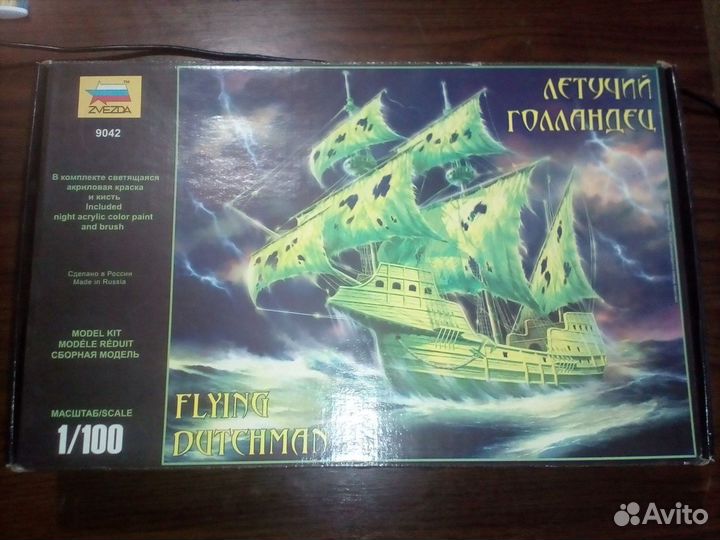 ZVEZDA
TM
9042
В комплекте светящаяся
акриловая краска
и кисть
Included
night acrylic color paint
and brush
Сделано в России
Made in Russia
MODEL KIT
MODÈLE RÉDUIT
СБОРНАЯ МОДЕЛЬ
МАСШТАБ/SCALE
1/100
ЛЕТУЧИЙ
ГОЛЛАНДЕЦ
FLYING
DUTCHMAN
Avito